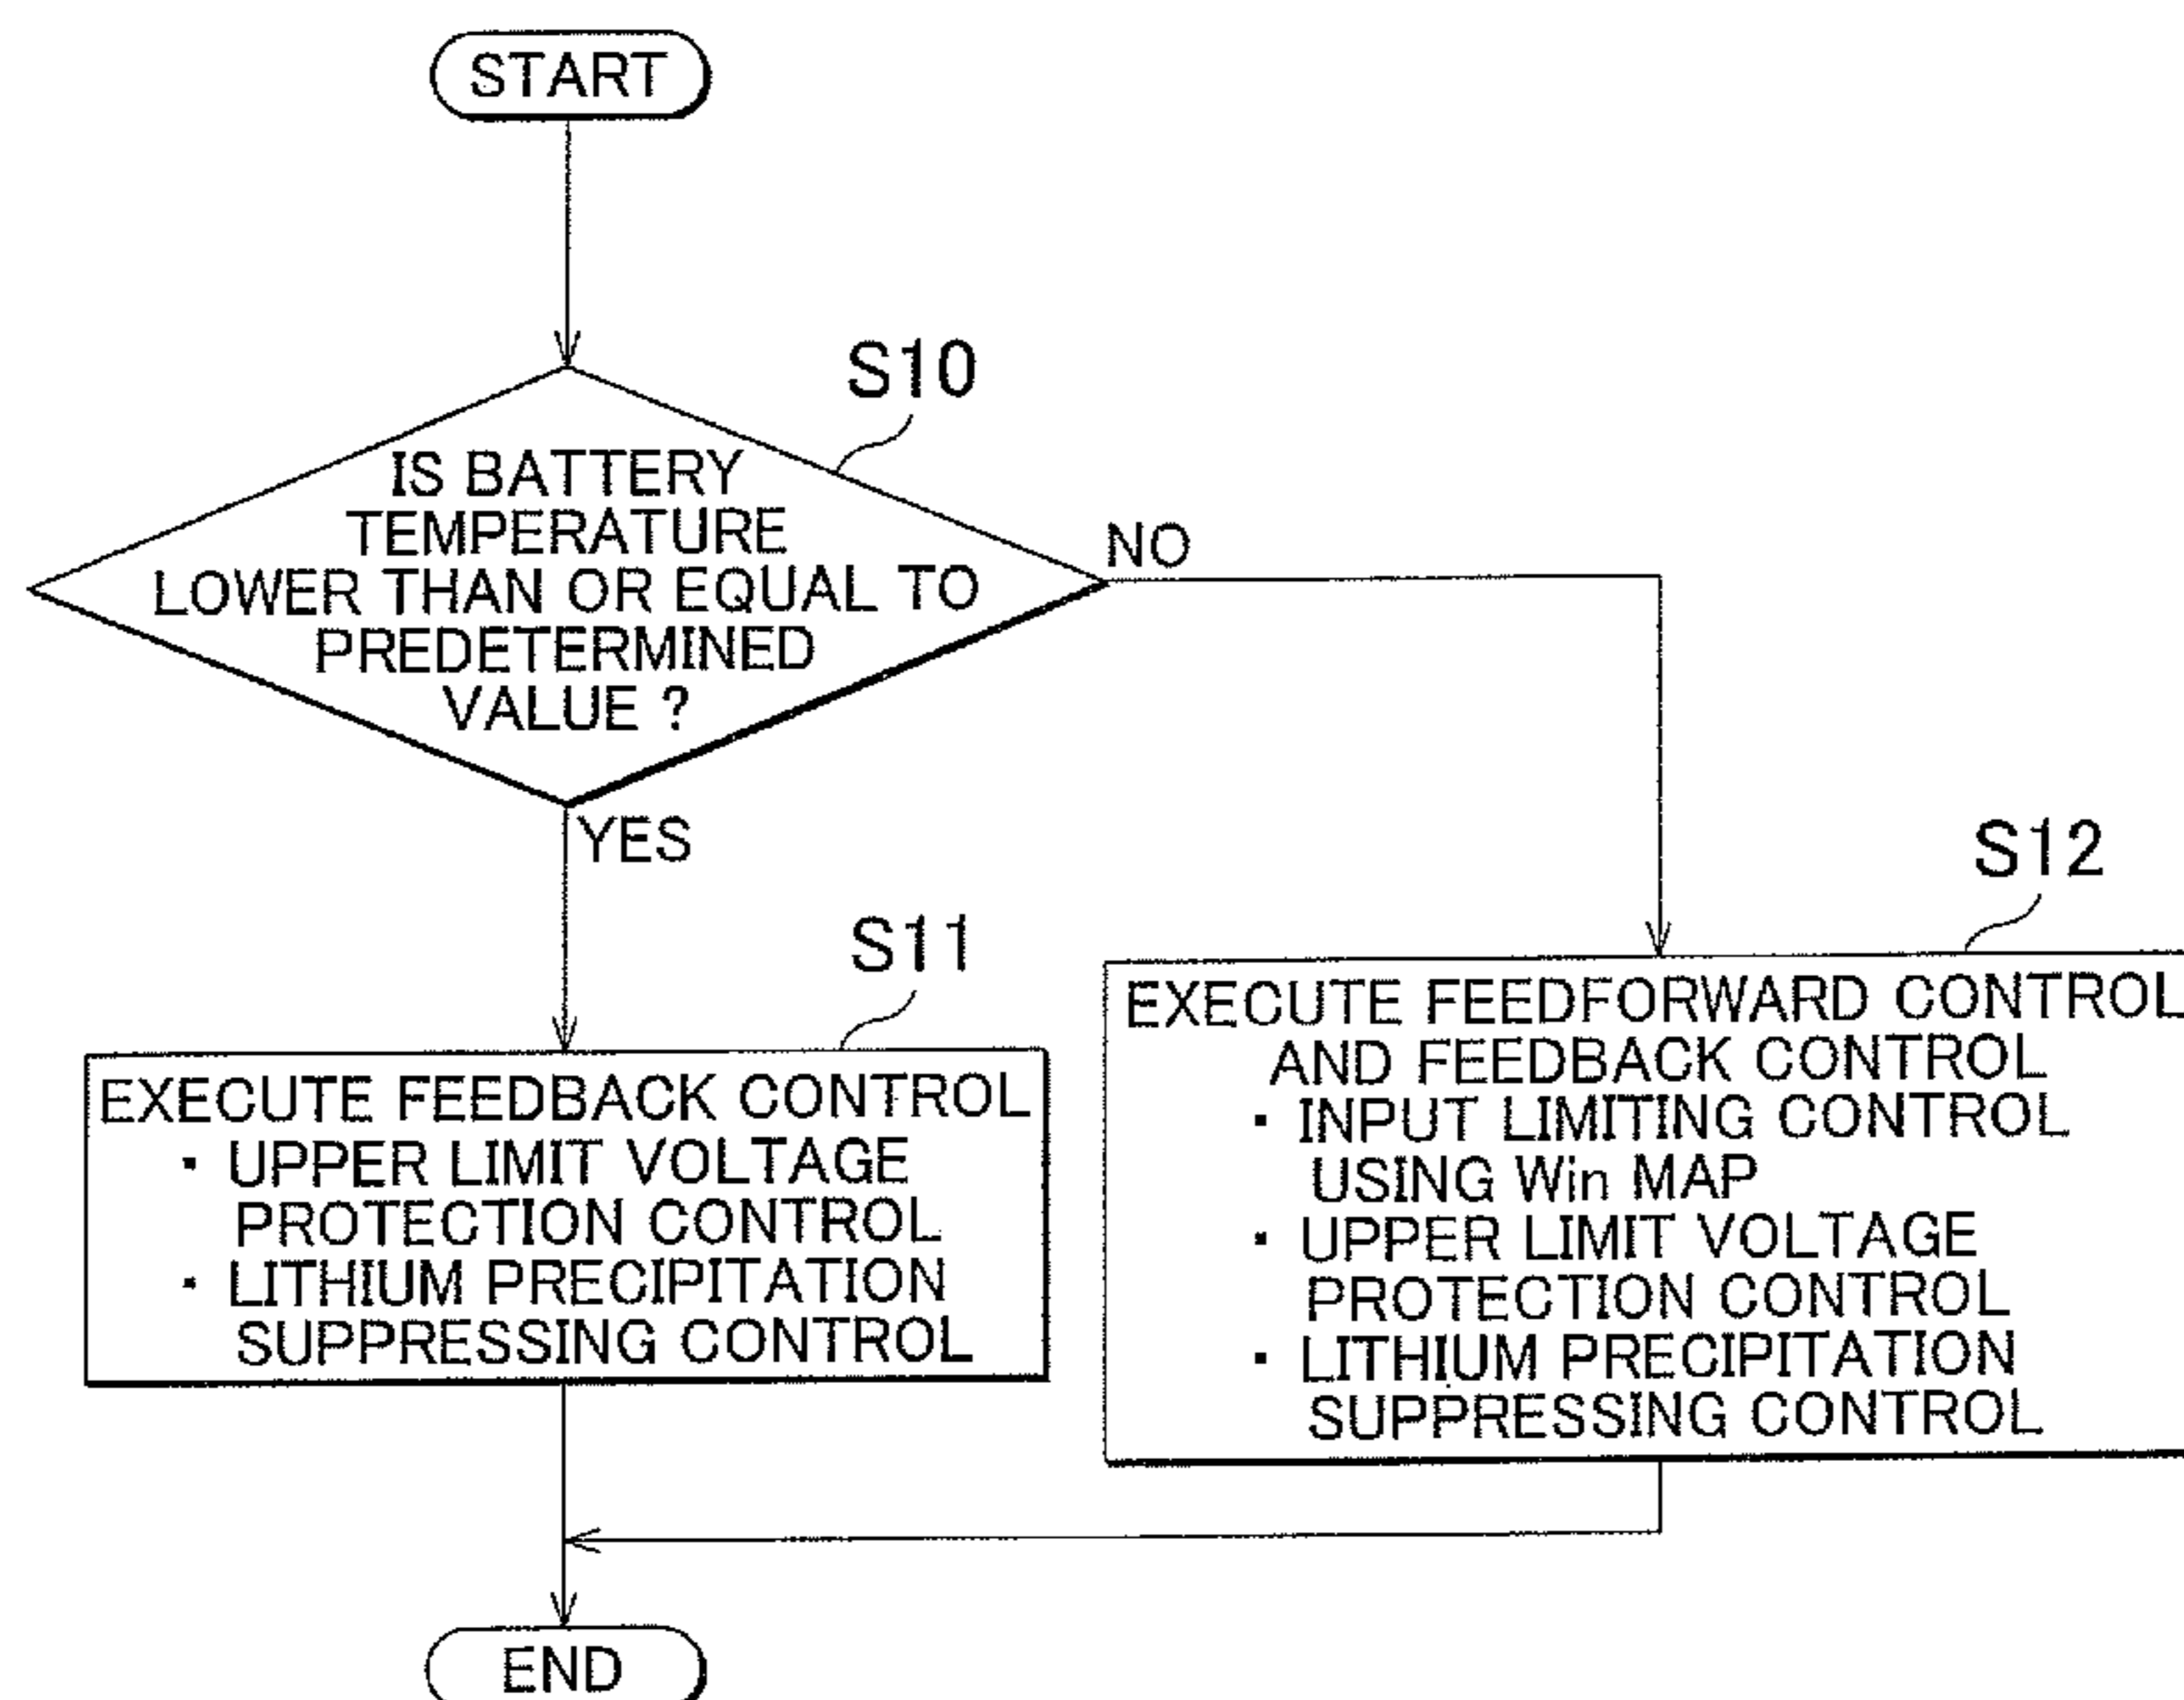 START
S10
IS BATTERY
TEMPERATURE
LOWER THAN OR EQUAL TO
PREDETERMINED
VALUE ?
NO
YES
S11
EXECUTE FEEDBACK CONTROL
・ UPPER LIMIT VOLTAGE
PROTECTION CONTROL
・ LITHIUM PRECIPITATION
SUPPRESSING CONTROL
S12
EXECUTE FEEDFORWARD CONTROL
AND FEEDBACK CONTROL
・ INPUT LIMITING CONTROL
USING Win MAP
・ UPPER LIMIT VOLTAGE
PROTECTION CONTROL
・ LITHIUM PRECIPITATION
SUPPRESSING CONTROL
END